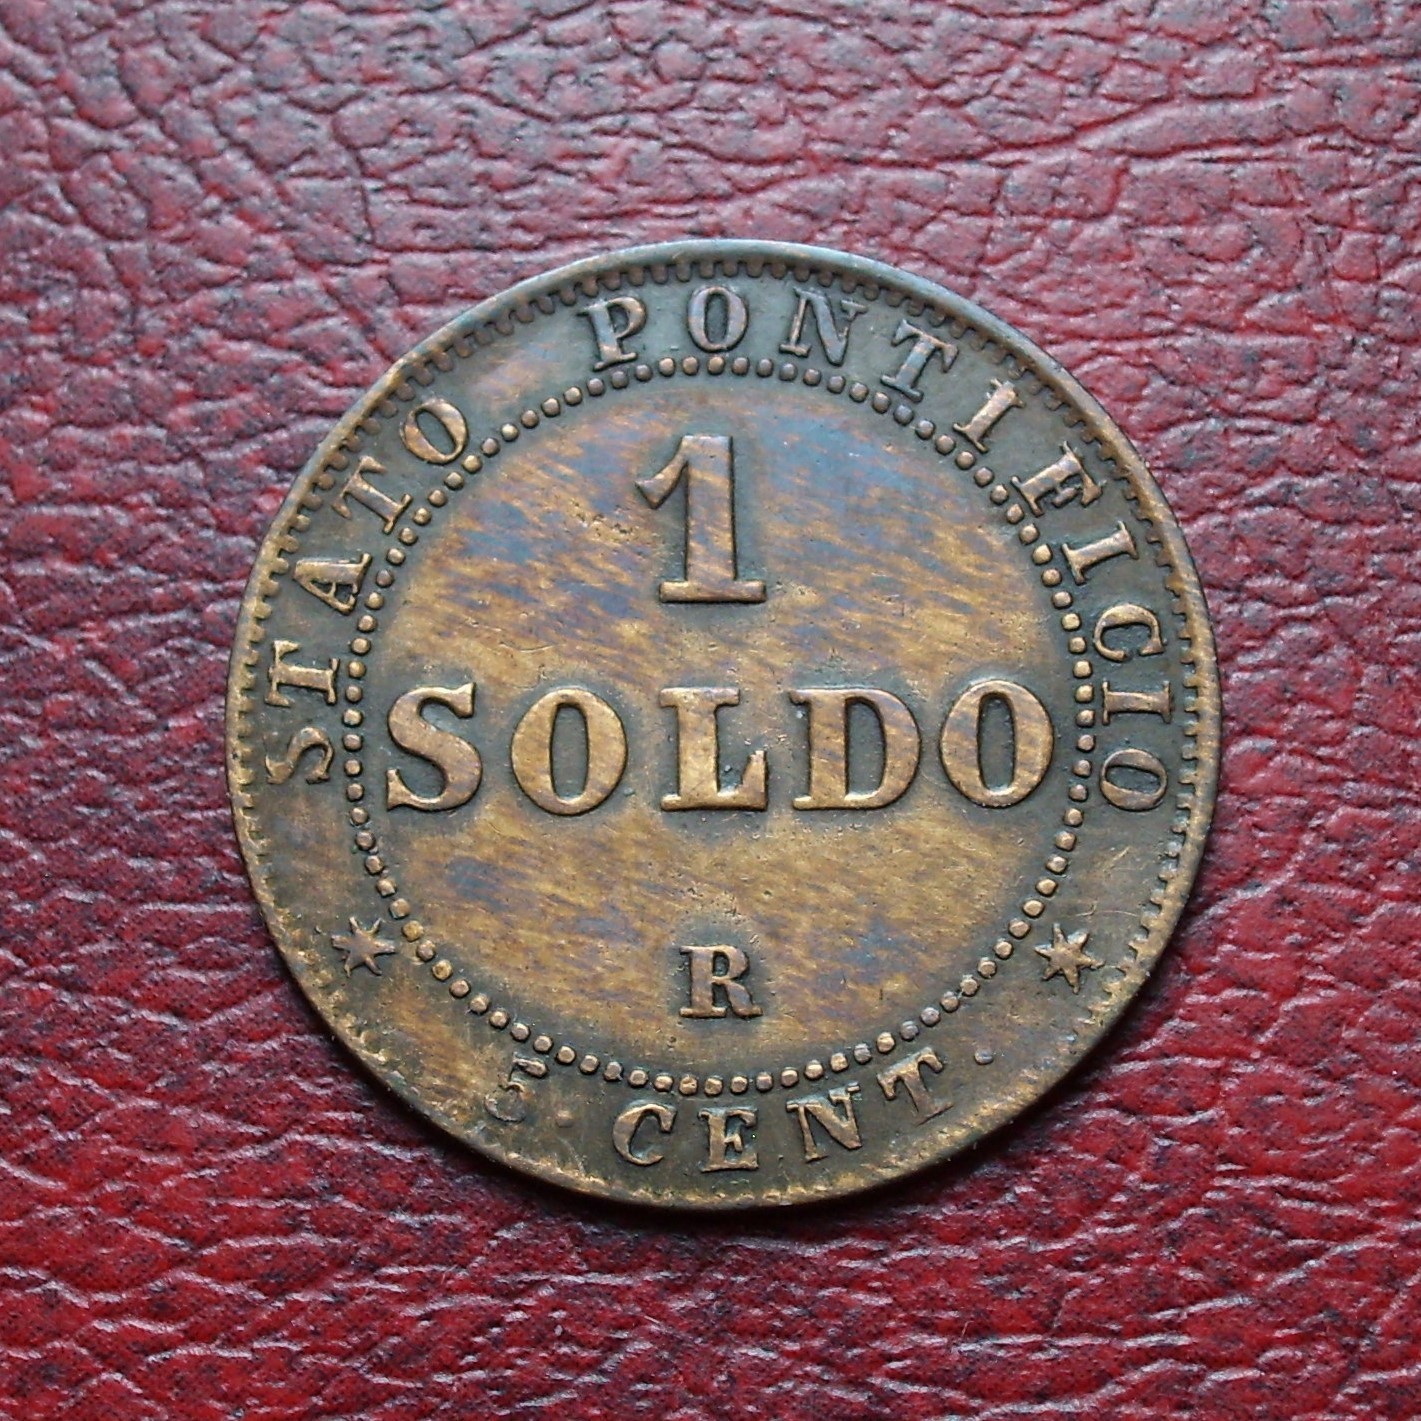 STATO PONTIFICIO
1
SOLDO
R
5 · CENT ·